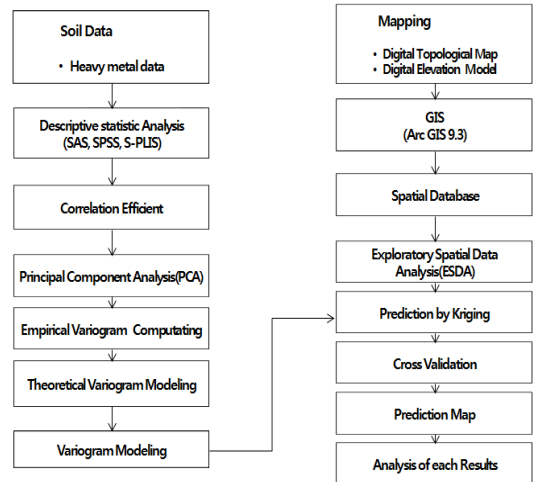 Soil Data
• Heavy metal data
Descriptive statistic Analysis
(SAS, SPSS, S-PLIS)
Correlation Efficient
Principal Component Analysis(PCA)
Empirical Variogram Computating
Theoretical Variogram Modeling
Variogram Modeling
Mapping
• Digital Topological Map
• Digital Elevation Model
GIS
(Arc GIS 9.3)
Spatial Database
Exploratory Spatial Data
Analysis(ESDA)
Prediction by Kriging
Cross Validation
Prediction Map
Analysis of each Results